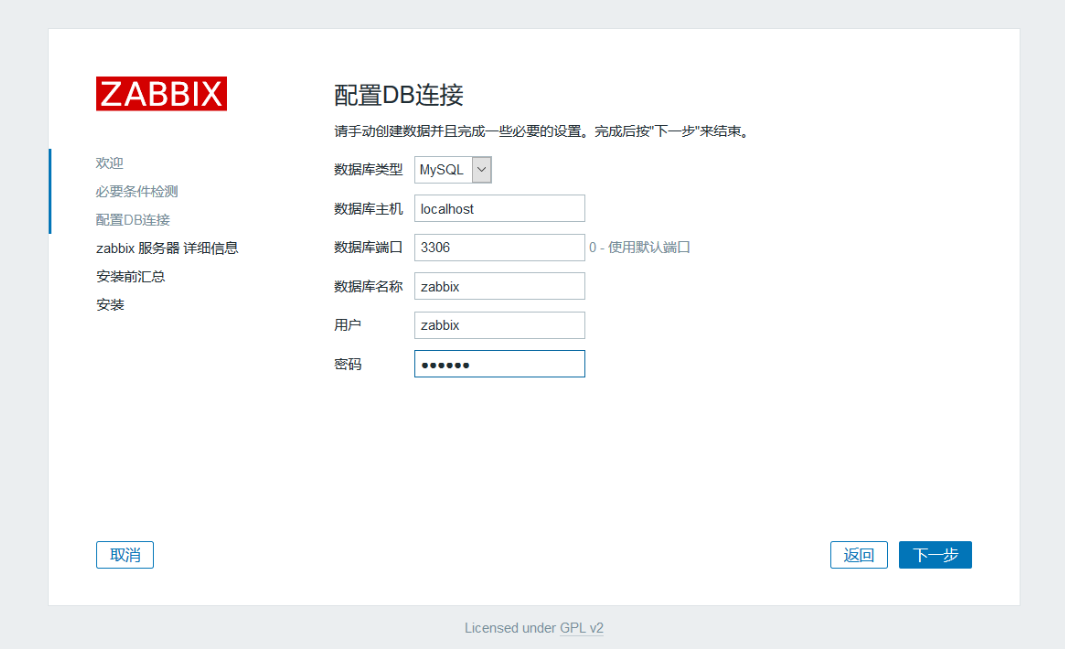 ZABBIX
欢迎
必要条件检测
配置DB连接
zabbix 服务器 详细信息
安装前汇总
安装
配置DB连接
请手动创建数据并且完成一些必要的设置。完成后按"下一步"来结束。
数据库类型 MySQL
数据库主机 localhost
数据库端口 3306 0 - 使用默认端口
数据库名称 zabbix
用户 zabbix
密码 ●●●●●●
取消 返回 下一步
Licensed under GPL v2